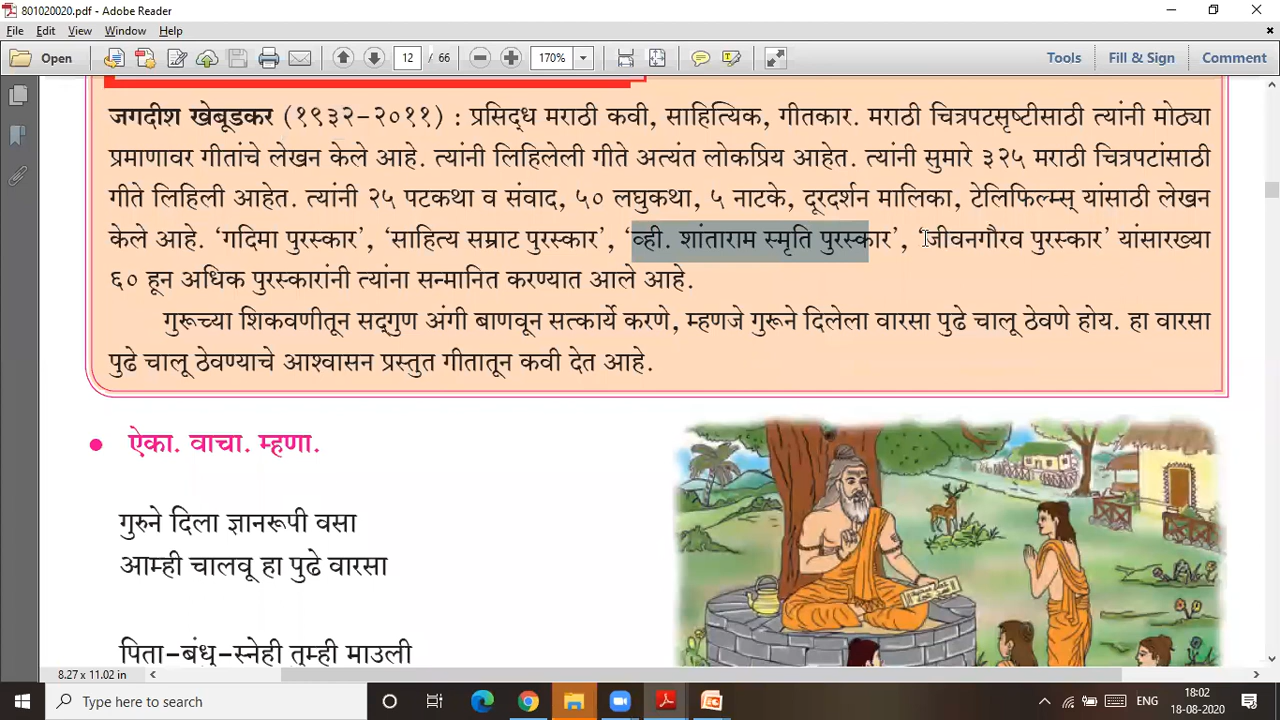 801020020.pdf - Adobe Reader
File Edit View Window Help
Open 12 / 66 170% Tools Fill & Sign Comment
जगदीश खेबूडकर (१९३२-२०११) : प्रसिद्ध मराठी कवी, साहित्यिक, गीतकार. मराठी चित्रपटसृष्टीसाठी त्यांनी मोठ्या
प्रमाणावर गीतांचे लेखन केले आहे. त्यांनी लिहिलेली गीते अत्यंत लोकप्रिय आहेत. त्यांनी सुमारे ३२५ मराठी चित्रपटांसाठी
गीते लिहिली आहेत. त्यांनी २५ पटकथा व संवाद, ५० लघुकथा, ५ नाटके, दूरदर्शन मालिका, टेलिफिल्म्स् यांसाठी लेखन
केले आहे. ‘गदिमा पुरस्कार’, ‘साहित्य सम्राट पुरस्कार’, ‘व्ही. शांताराम स्मृति पुरस्कार’, ‘जीवनगौरव पुरस्कार’ यांसारख्या
६० हून अधिक पुरस्कारांनी त्यांना सन्मानित करण्यात आले आहे.
गुरूच्या शिकवणीतून सद्गुण अंगी बाणवून सत्कार्ये करणे, म्हणजे गुरूने दिलेला वारसा पुढे चालू ठेवणे होय. हा वारसा
पुढे चालू ठेवण्याचे आश्वासन प्रस्तुत गीतातून कवी देत आहे.
• ऐका. वाचा. म्हणा.
गुरुने दिला ज्ञानरूपी वसा
आम्ही चालवू हा पुढे वारसा
पिता-बंधु-स्नेही तुम्ही माउली
8.27 x 11.02 in
Type here to search
ENG
18:02
18-08-2020